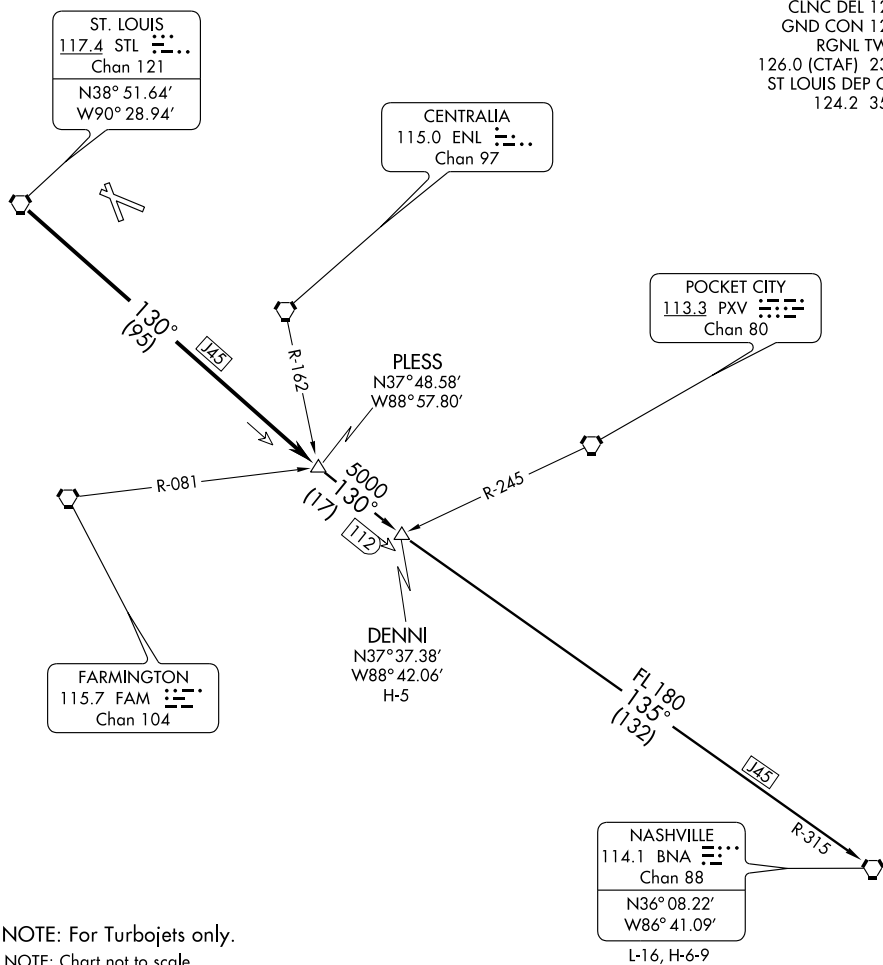 ST. LOUIS
117.4 STL
Chan 121
N38° 51.64′
W90° 28.94′
CLNC DEL 12
GND CON 12
RGNL TW
126.0 (CTAF) 23
ST LOUIS DEP C
124.2 35
CENTRALIA
115.0 ENL
Chan 97
POCKET CITY
113.3 PXV
Chan 80
130°
(95)
J45
R-162
PLESS
N37° 48.58′
W88° 57.80′
R-081
5000
130°
(17)
112
R-245
DENNI
N37° 37.38′
W88° 42.06′
H-5
FARMINGTON
115.7 FAM
Chan 104
FL 180
135°
(132)
J45
R-315
NASHVILLE
114.1 BNA
Chan 88
N36° 08.22′
W86° 41.09′
L-16, H-6-9
NOTE: For Turbojets only.
NOTE: Chart not to scale